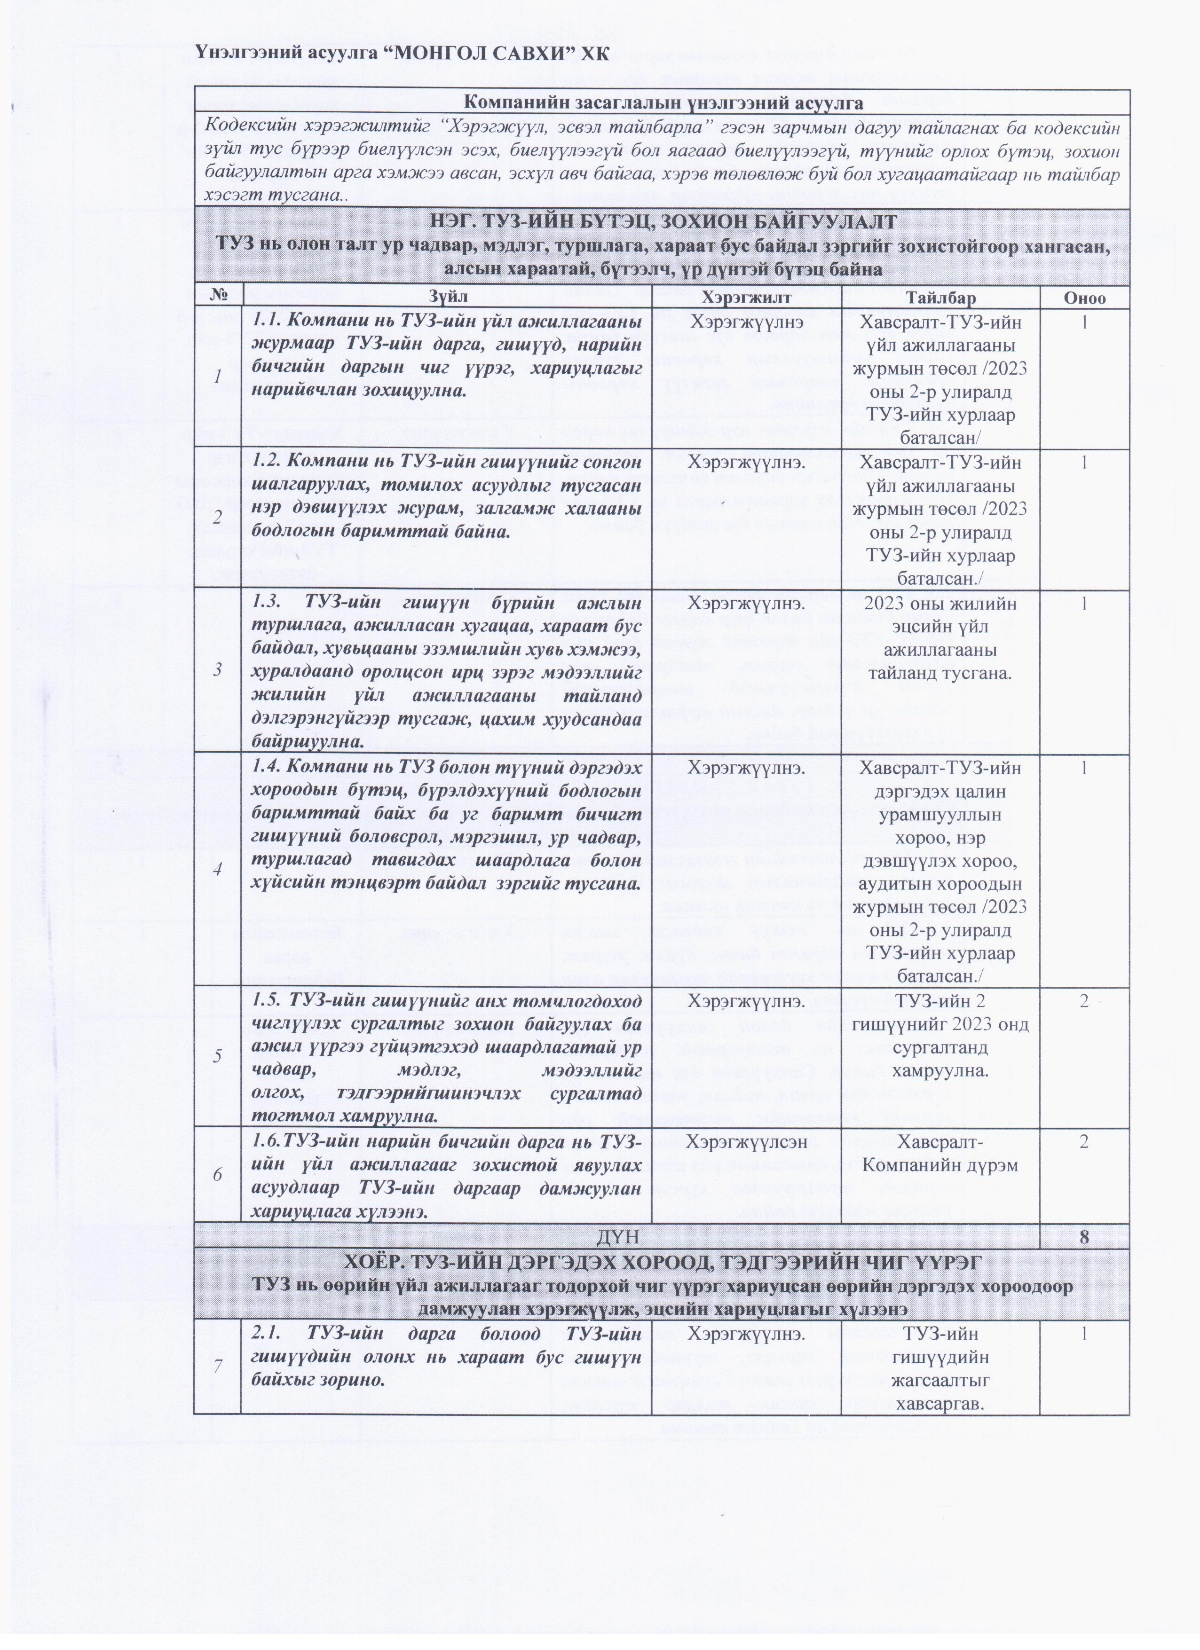 Үнэлгээний асуулга “МОНГОЛ САВХИ” ХК
Компанийн засаглалын үнэлгээний асуулга
Кодексийн хэрэгжилтийг “Хэрэгжүүл, эсвэл тайлбарла” гэсэн зарчмын дагуу тайлагнах ба кодексийн
зүйл тус бүрээр биелүүлсэн эсэх, биелүүлээгүй бол яагаад биелүүлээгүй, түүнийг орлох бүтэц, зохион
байгуулалтын арга хэмжээ авсан, эсхүл авч байгаа, хэрэв төлөвлөж буй бол хугацаатайгаар нь тайлбар
хэсэгт тусгана..
НЭГ. ТУЗ-ИЙН БҮТЭЦ, ЗОХИОН БАЙГУУЛАЛТ
ТУЗ нь олон талт ур чадвар, мэдлэг, туршлага, хараат бус байдал зэргийг зохистойгоор хангасан,
алсын хараатай, бүтээлч, үр дүнтэй бүтэц байна
№ Зүйл Хэрэгжилт Тайлбар Оноо
1
1.1. Компани нь ТУЗ-ийн үйл ажиллагааны
журмаар ТУЗ-ийн дарга, гишүүд, нарийн
бичгийн даргын чиг үүрэг, хариуцлагыг
нарийвчлан зохицуулна.
Хэрэгжүүлнэ
Хавсралт-ТУЗ-ийн
үйл ажиллагааны
журмын төсөл /2023
оны 2-р улиралд
ТУЗ-ийн хурлаар
баталсан/
1
2
1.2. Компани нь ТУЗ-ийн гишүүнийг сонгон
шалгаруулах, томилох асуудлыг тусгасан
нэр дэвшүүлэх журам, залгамж халааны
бодлогын баримттай байна.
Хэрэгжүүлнэ.
Хавсралт-ТУЗ-ийн
үйл ажиллагааны
журмын төсөл /2023
оны 2-р улиралд
ТУЗ-ийн хурлаар
баталсан./
1
3
1.3. ТУЗ-ийн гишүүн бүрийн ажлын
туршлага, ажилласан хугацаа, хараат бус
байдал, хувьцааны эзэмшлийн хувь хэмжээ,
хуралдаанд оролцсон ирц зэрэг мэдээллийг
жилийн үйл ажиллагааны тайланд
дэлгэрэнгүйгээр тусгаж, цахим хуудсандаа
байршуулна.
Хэрэгжүүлнэ.
2023 оны жилийн
эцсийн үйл
ажиллагааны
тайланд тусгана.
1
4
1.4. Компани нь ТУЗ болон түүний дэргэдэх
хороодын бүтэц, бүрэлдэхүүний бодлогын
баримттай байх ба уг баримт бичигт
гишүүний боловсрол, мэргэшил, ур чадвар,
туришлагад тавигдах шаардлага болон
хүйсийн тэнцвэрт байдал зэргийг тусгана.
Хэрэгжүүлнэ.
Хавсралт-ТУЗ-ийн
дэргэдэх цалин
урамшууллын
хороо, нэр
дэвшүүлэх хороо,
аудитын хороодын
журмын төсөл /2023
оны 2-р улиралд
ТУЗ-ийн хурлаар
баталсан./
1
5
1.5. ТУЗ-ийн гишүүнийг анх томилогдоход
чиглүүлэх сургалтыг зохион байгуулах ба
ажил үүргээ гүйцэтгэхэд шаардлагатай ур
чадвар, мэдлэг, мэдээллийг
олгох, тэдгээрийгшинэчлэх сургалтад
тогтмол хамруулна.
Хэрэгжүүлнэ.
ТУЗ-ийн 2
гишүүнийг 2023 онд
сургалтанд
хамруулна.
2
6
1.6.ТУЗ-ийн нарийн бичгийн дарга нь ТУЗ-
ийн үйл ажиллагааг зохистой явуулах
асуудлаар ТУЗ-ийн даргаар дамжуулан
хариуцлага хүлээнэ.
Хэрэгжүүлсэн
Хавсралт-
Компанийн дүрэм
2
ДҮН 8
ХОЁР. ТУЗ-ИЙН ДЭРГЭДЭХ ХОРООД, ТЭДГЭЭРИЙН ЧИГ ҮҮРЭГ
ТУЗ нь өөрийн үйл ажиллагааг тодорхой чиг үүрэг хариуцсан өөрийн дэргэдэх хороодоор
дамжуулан хэрэгжүүлж, эцсийн хариуцлагыг хүлээнэ
7
2.1. ТУЗ-ийн дарга болоод ТУЗ-ийн
гишүүдийн олонх нь хараат бус гишүүн
байхыг зорино.
Хэрэгжүүлнэ.
ТУЗ-ийн
гишүүдийн
жагсаалтыг
хавсаргав.
1